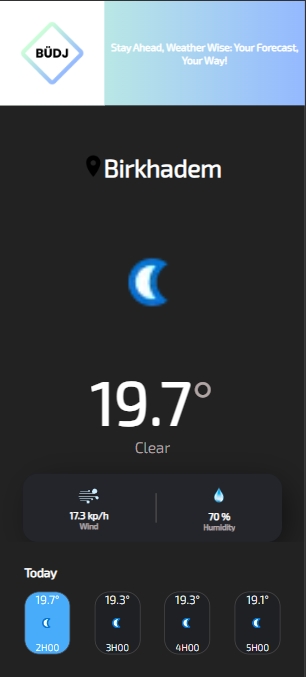 BÜDJ
Stay Ahead, Weather Wise: Your Forecast,
Your Way!
Birkhadem
19.7°
Clear
17.3 kp/h
Wind
70 %
Humidity
Today
19.7° 19.3° 19.3° 19.1°
2H00 3H00 4H00 5H00